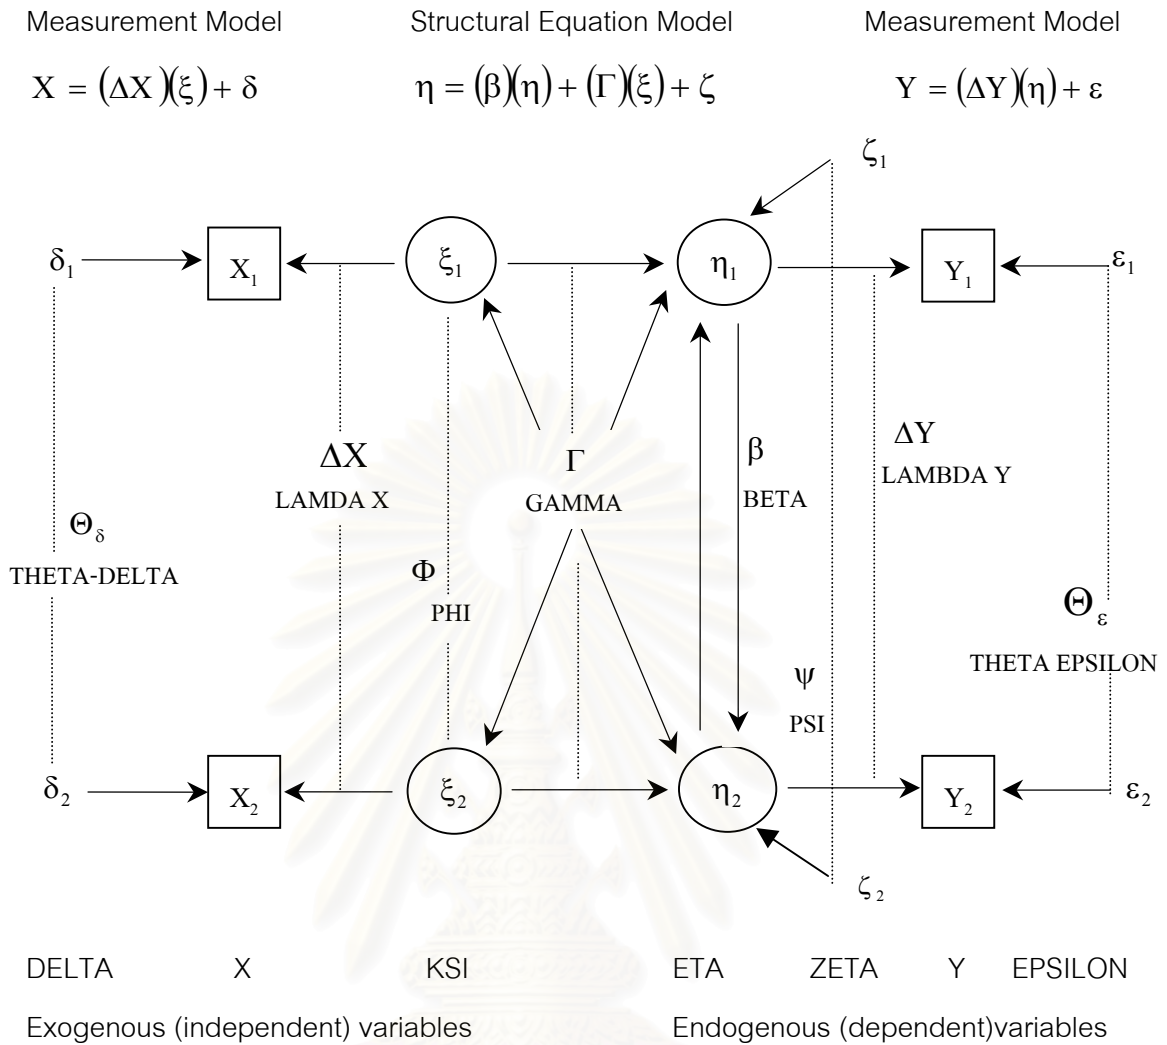 Measurement Model Structural Equation Model Measurement Model
X = (ΔX)(ξ) + δ η = (β)(η) + (Γ)(ξ) + ζ Y = (ΔY)(η) + ε
ζ₁
δ₁ X₁ ξ₁ η₁ Y₁ ε₁
ΔX Γ β ΔY
LAMDA X GAMMA BETA LAMBDA Y
Θδ
THETA-DELTA
Φ
PHI
Θε
THETA EPSILON
ψ
PSI
δ₂ X₂ ξ₂ η₂ Y₂ ε₂
ζ₂
DELTA X KSI ETA ZETA Y EPSILON
Exogenous (independent) variables Endogenous (dependent)variables